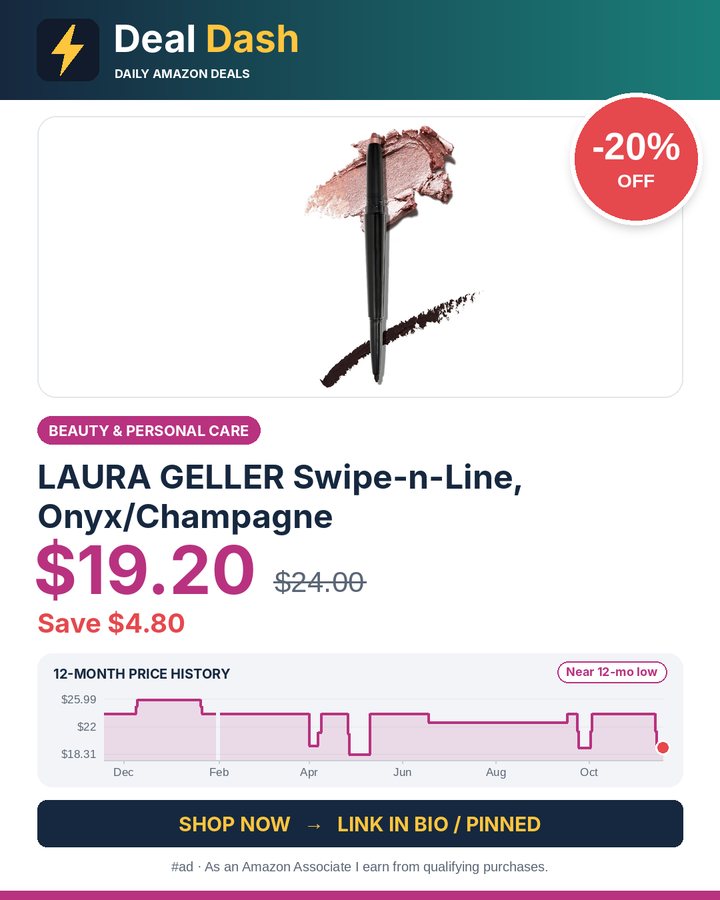 Deal Dash
DAILY AMAZON DEALS
-20%
OFF
BEAUTY & PERSONAL CARE
LAURA GELLER Swipe-n-Line,
Onyx/Champagne
$19.20 $24.00
Save $4.80
12-MONTH PRICE HISTORY
Near 12-mo low
$25.99
$22
$18.31
Dec Feb Apr Jun Aug Oct
SHOP NOW → LINK IN BIO / PINNED
#ad · As an Amazon Associate I earn from qualifying purchases.